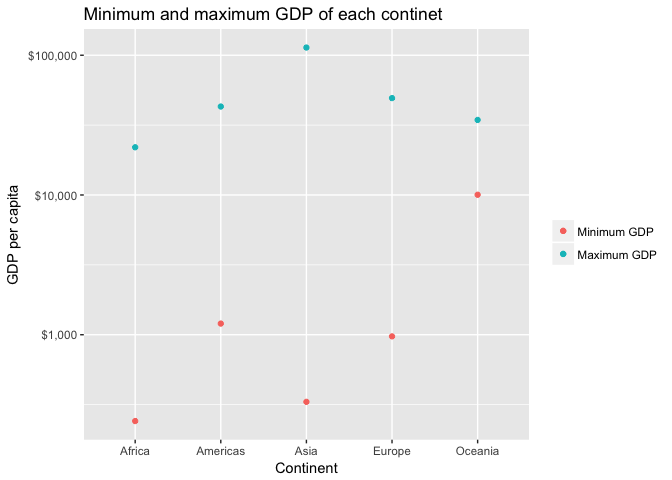 Minimum and maximum GDP of each continet
$100,000
$10,000
$1,000
GDP per capita
Africa Americas Asia Europe Oceania
Continent
Minimum GDP
Maximum GDP